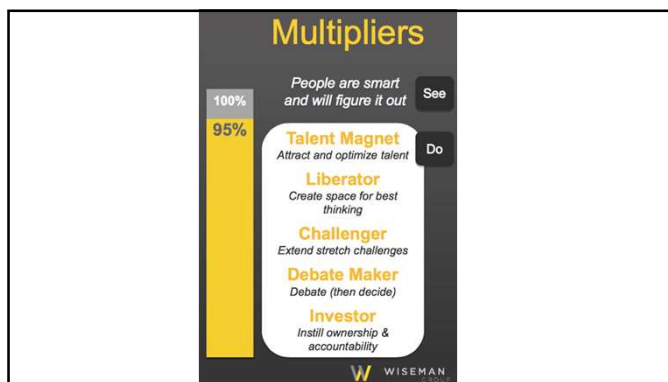 Multipliers
People are smart
and will figure it out
See
100%
95%
Talent Magnet
Attract and optimize talent
Do
Liberator
Create space for best
thinking
Challenger
Extend stretch challenges
Debate Maker
Debate (then decide)
Investor
Instill ownership &
accountability
WISEMAN
GROUP